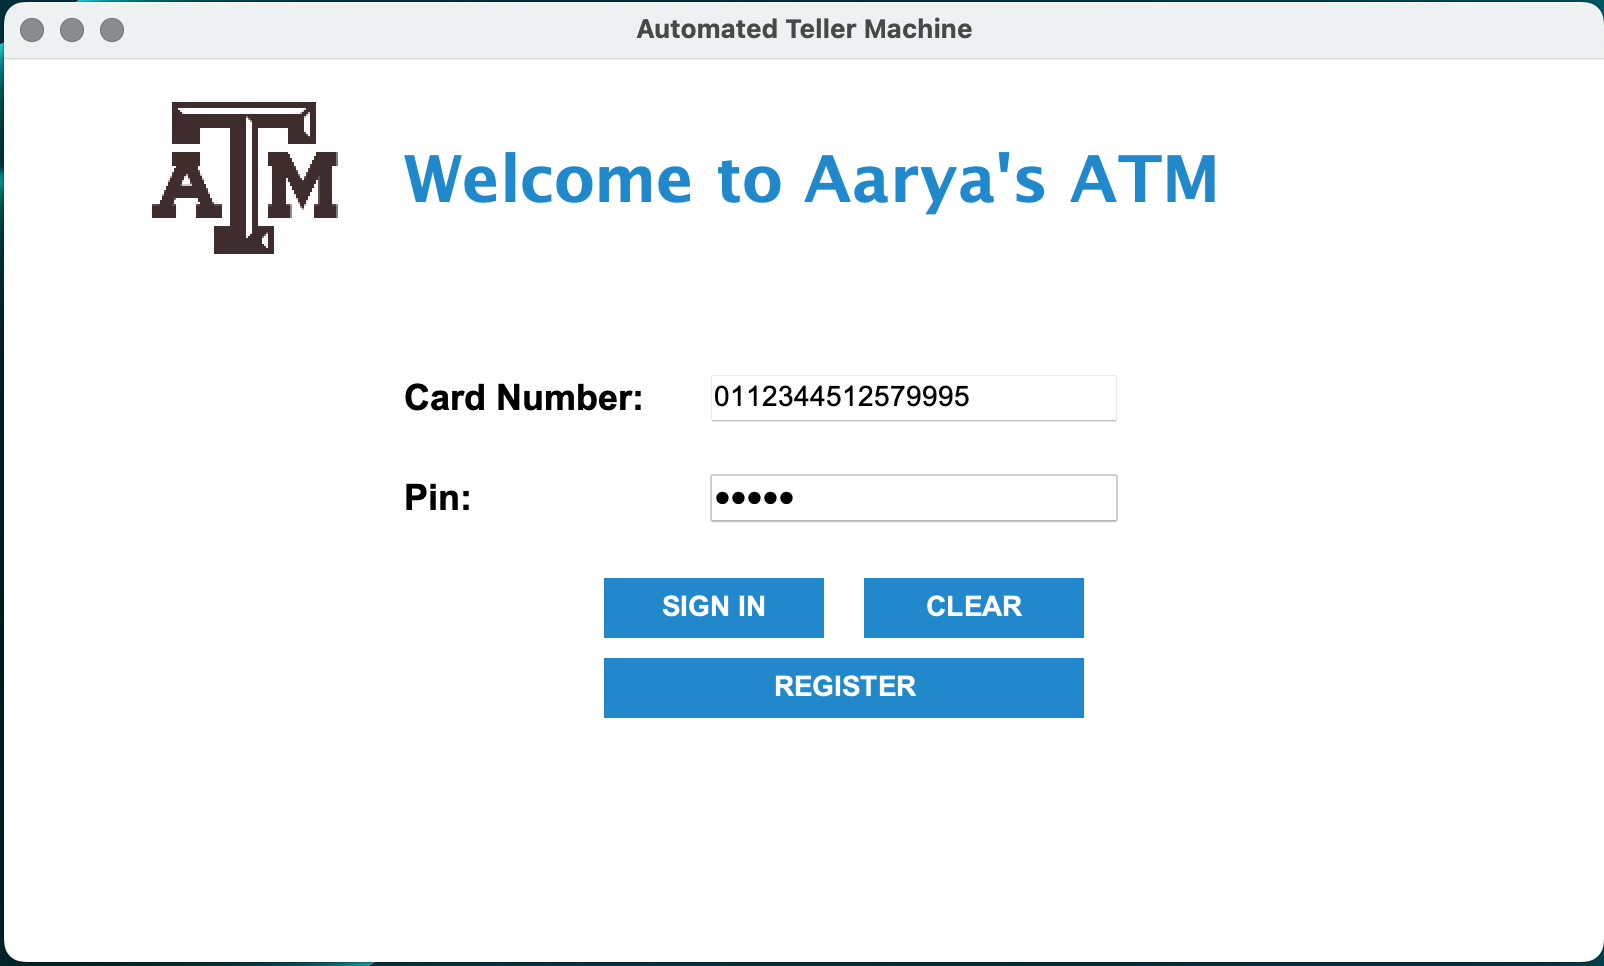 Automated Teller Machine
ATM
Welcome to Aarya's ATM
Card Number: 0112344512579995
Pin: •••••
SIGN IN CLEAR
REGISTER